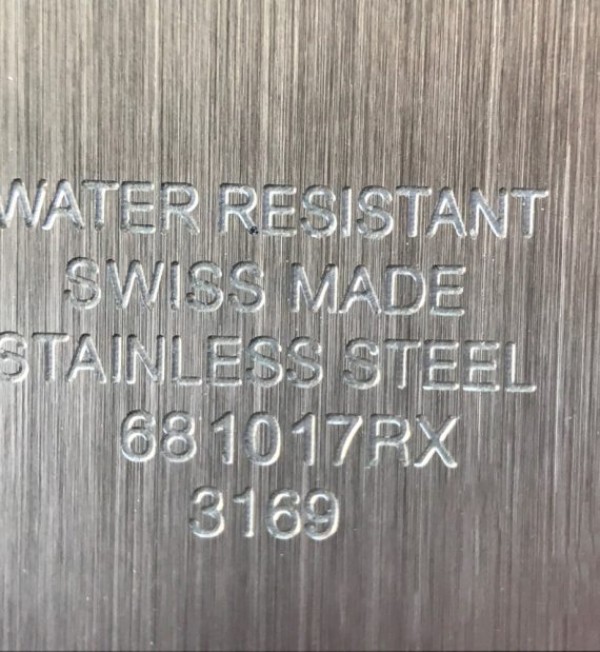 WATER RESISTANT
SWISS MADE
STAINLESS STEEL
681017RX
3169